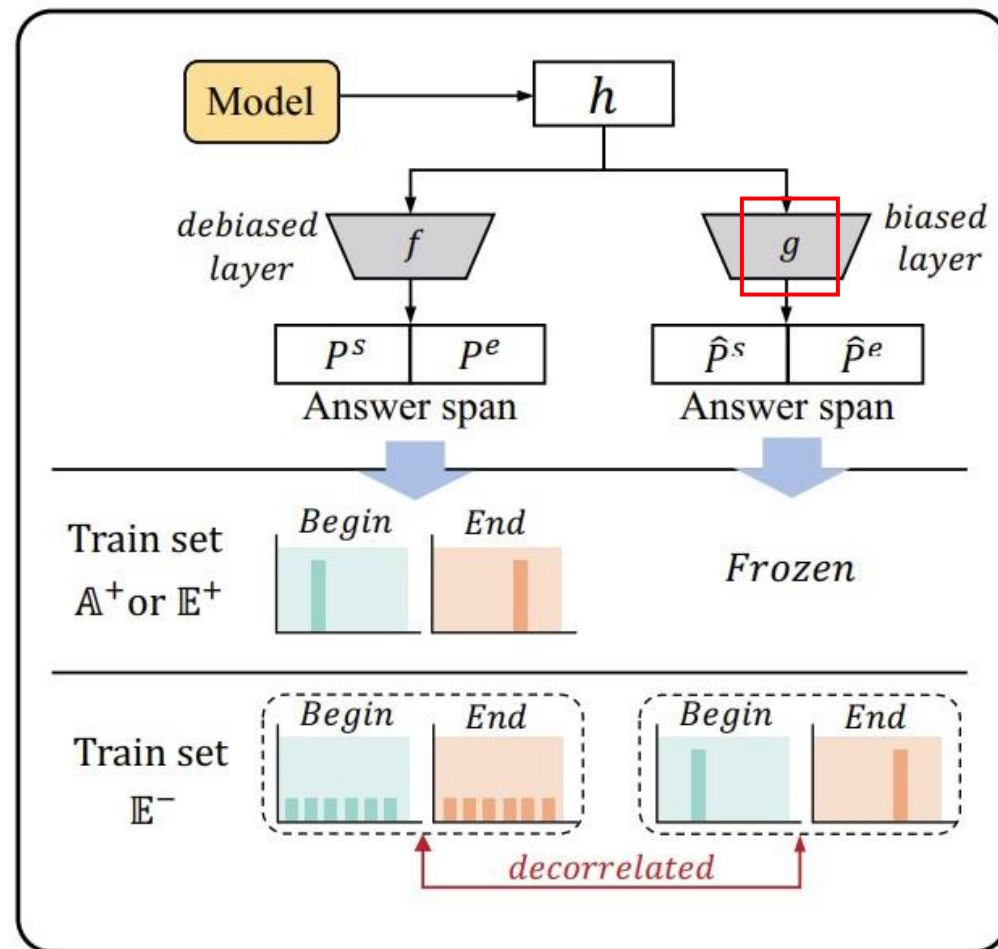 Model
h
debiased
layer
f
g
biased
layer
P^s P^e
P̂^s P̂^e
Answer span
Answer span
Train set
𝔸⁺ or 𝔼⁺
Begin
End
Frozen
Train set
𝔼⁻
Begin
End
Begin
End
decorrelated